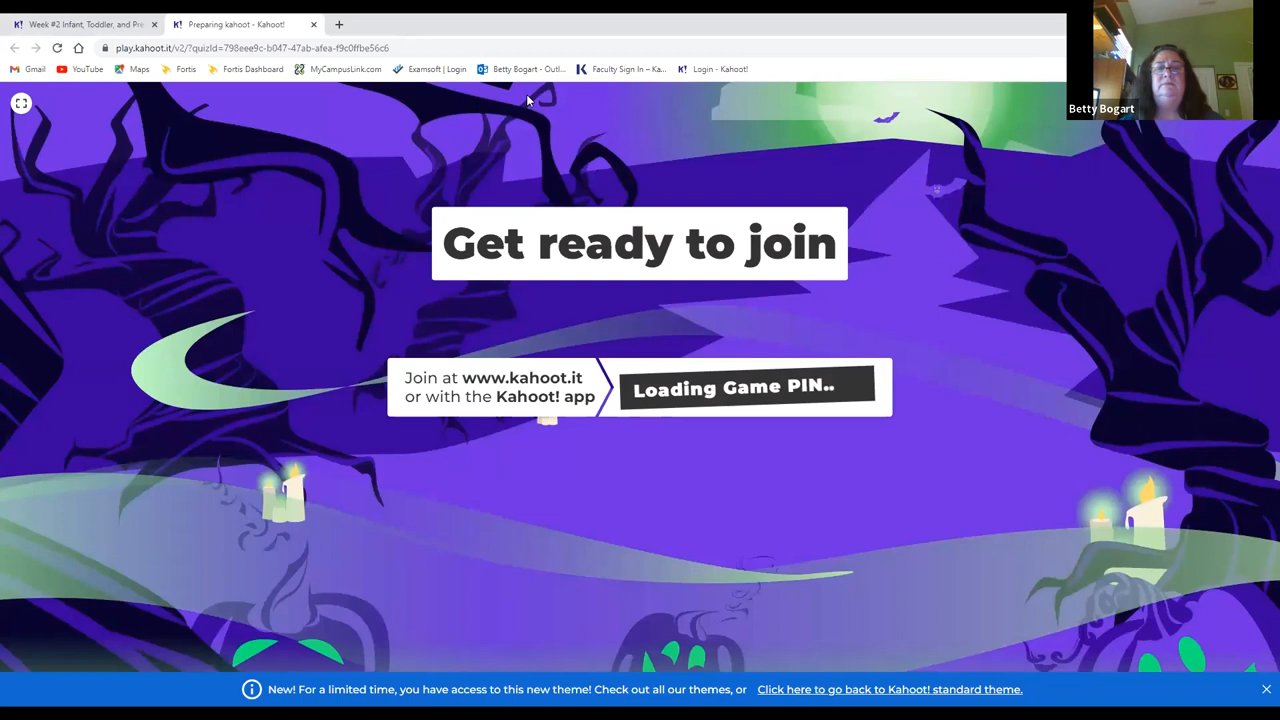 K! Week #2 Infant, Toddler, and Pre
K! Preparing kahoot - Kahoot!
play.kahoot.it/v2/?quizId=798eee9c-b047-47ab-afea-f9c0ffbe56c6
Gmail YouTube Maps Fortis Fortis Dashboard MyCampusLink.com Examsoft | Login Betty Bogart - Outl... Faculty Sign In – Ka... K! Login - Kahoot!
Betty Bogart
Get ready to join
Join at www.kahoot.it
or with the Kahoot! app
Loading Game PIN..
New! For a limited time, you have access to this new theme! Check out all our themes, or Click here to go back to Kahoot! standard theme.